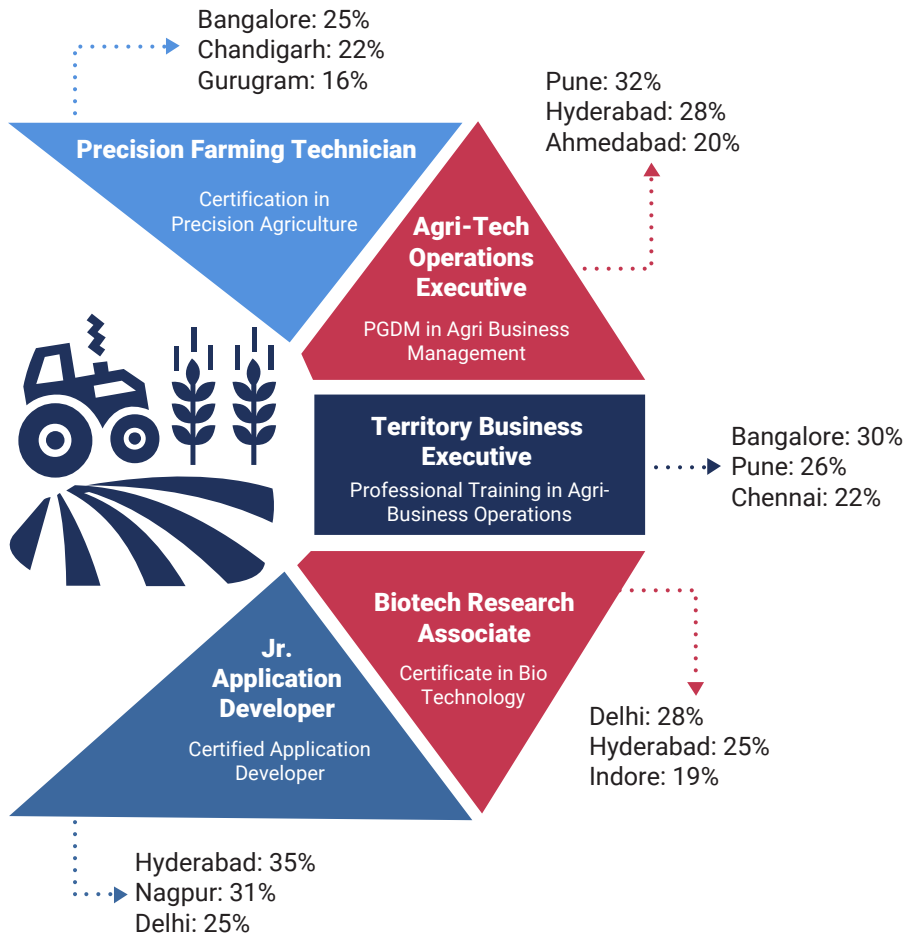 Bangalore: 25%
Chandigarh: 22%
Gurugram: 16%
Precision Farming Technician
Certification in
Precision Agriculture
Pune: 32%
Hyderabad: 28%
Ahmedabad: 20%
Agri-Tech
Operations
Executive
PGDM in Agri Business
Management
Territory Business
Executive
Professional Training in Agri-
Business Operations
Bangalore: 30%
Pune: 26%
Chennai: 22%
Biotech Research
Associate
Certificate in Bio
Technology
Delhi: 28%
Hyderabad: 25%
Indore: 19%
Jr.
Application
Developer
Certified Application
Developer
Hyderabad: 35%
Nagpur: 31%
Delhi: 25%